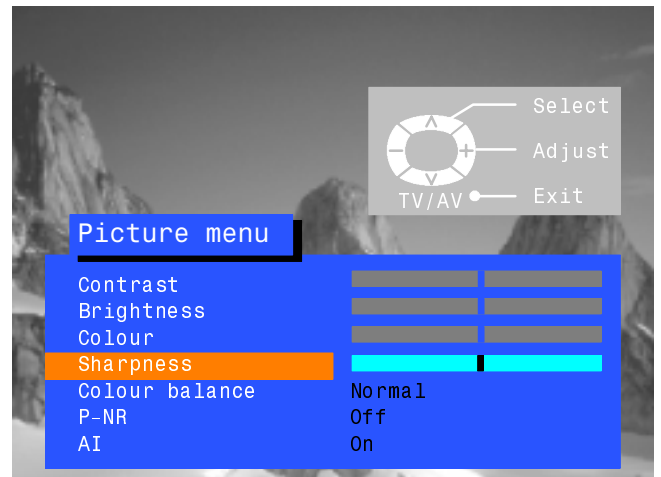 Select
Adjust
TV/AV Exit
Picture menu
Contrast
Brightness
Colour
Sharpness
Colour balance Normal
P-NR Off
AI On